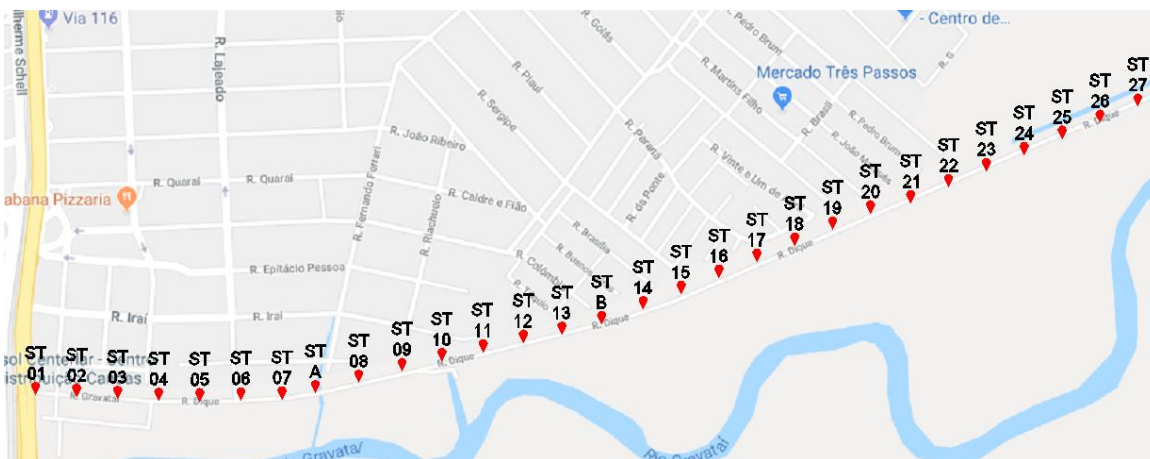 Via 116
- Centro de...
R. Pedro Brum
R. Goiás
R. G
R. Lajeado
R. Piauí
R. Martins Filho
Mercado Três Passos
R. Sergipe
R. Brasil
R. Pedro Brum
R. João Ribeiro
R. Paraná
R. Vinte e Um de
R. Quaraí
R. Quaraí
abana Pizzaria
R. Fernando Ferrari
R. Caldre e Fião
R. da Ponte
R. Riachuelo
R. Brasília
R. Epitácio Pessoa
R. Colômbia
R. Iraí
R. Iraí
R. Gravataí
R. Dique
R. Dique
R. Dique
R. Dique
R. Dique
Gravataí
Rio Gravataí
ST
01
ST
02
ST
03
ST
04
ST
05
ST
06
ST
07
ST
A
ST
08
ST
09
ST
10
ST
11
ST
12
ST
13
ST
B
ST
14
ST
15
ST
16
ST
17
ST
18
ST
19
ST
20
ST
21
ST
22
ST
23
ST
24
ST
25
ST
26
ST
27